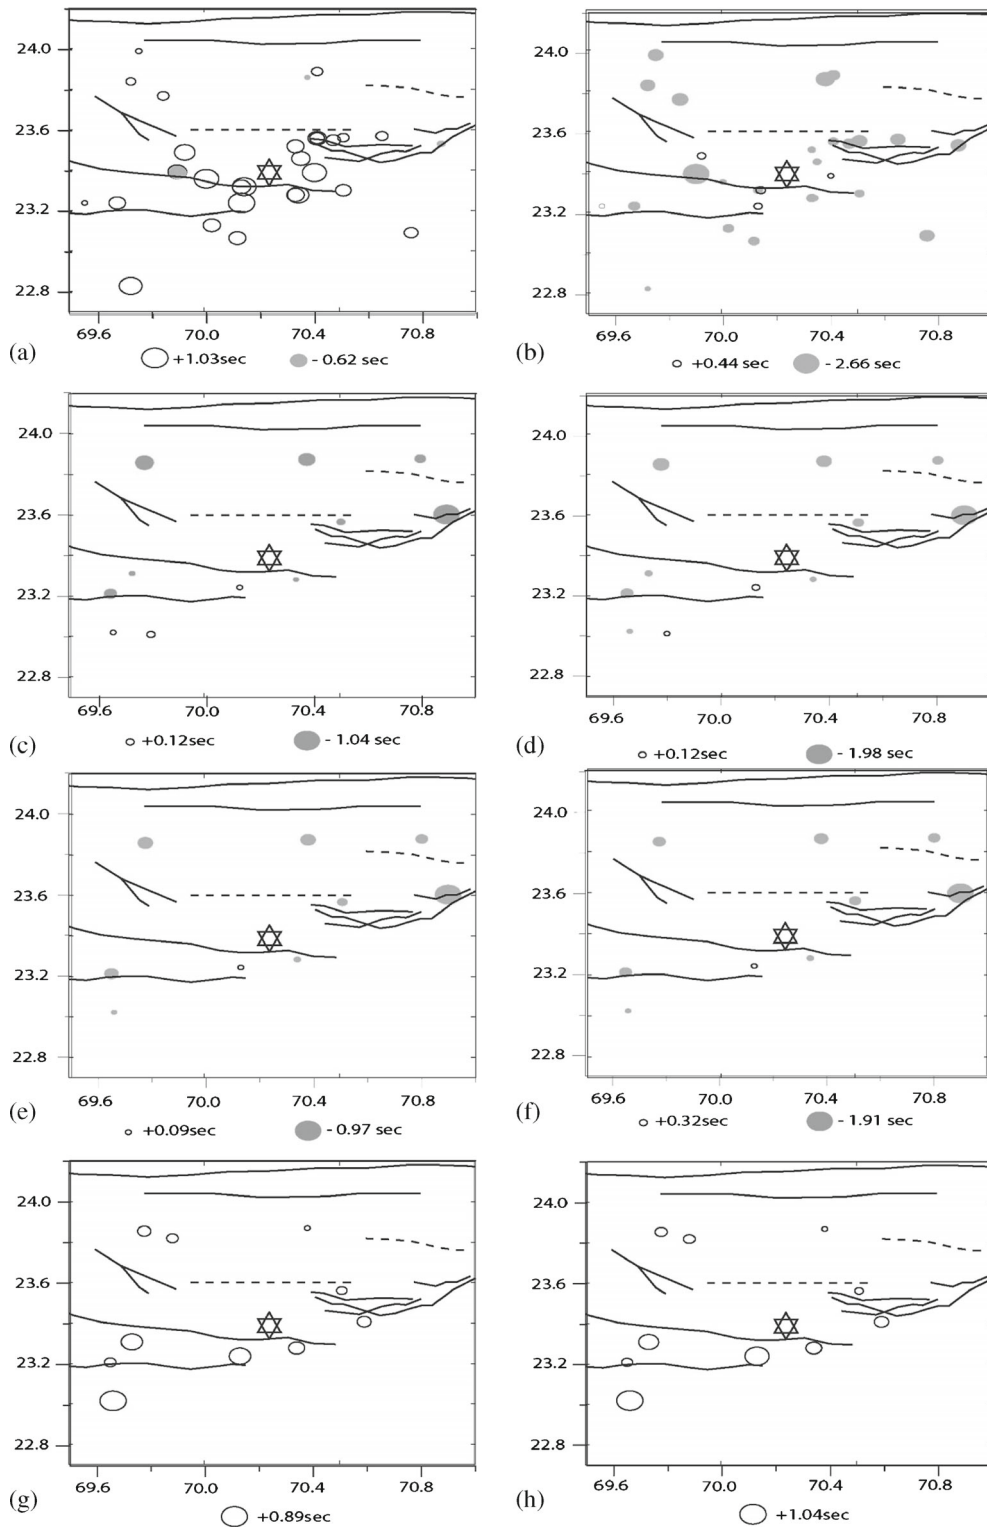 24.0
23.6
23.2
22.8
69.6 70.0 70.4 70.8
(a) +1.03sec - 0.62 sec
24.0
23.6
23.2
22.8
69.6 70.0 70.4 70.8
(b) +0.44 sec - 2.66 sec
24.0
23.6
23.2
22.8
69.6 70.0 70.4 70.8
(c) +0.12sec - 1.04 sec
24.0
23.6
23.2
22.8
69.6 70.0 70.4 70.8
(d) +0.12sec - 1.98 sec
24.0
23.6
23.2
22.8
69.6 70.0 70.4 70.8
(e) +0.09sec - 0.97 sec
24.0
23.6
23.2
22.8
69.6 70.0 70.4 70.8
(f) +0.32sec - 1.91 sec
24.0
23.6
23.2
22.8
69.6 70.0 70.4 70.8
(g) +0.89sec
24.0
23.6
23.2
22.8
69.6 70.0 70.4 70.8
(h) +1.04sec